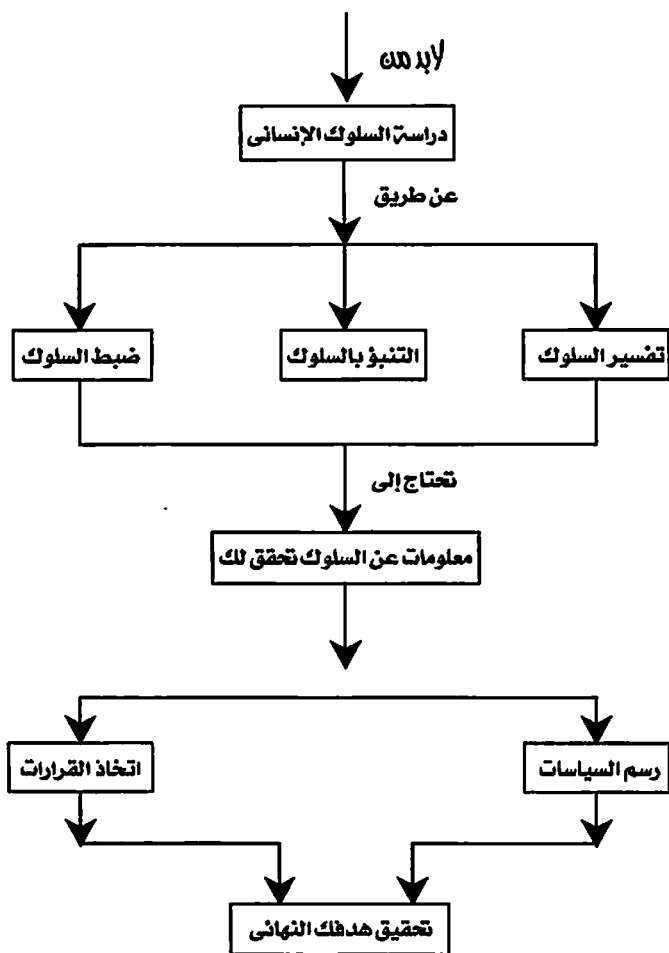 لابد من
دراسة السلوك الإنسانى
عن طريق
تفسير السلوك
التنبؤ بالسلوك
ضبط السلوك
تحتاج إلى
معلومات عن السلوك تحقق لك
رسم السياسات
اتخاذ القرارات
تحقيق هدفك النهائى